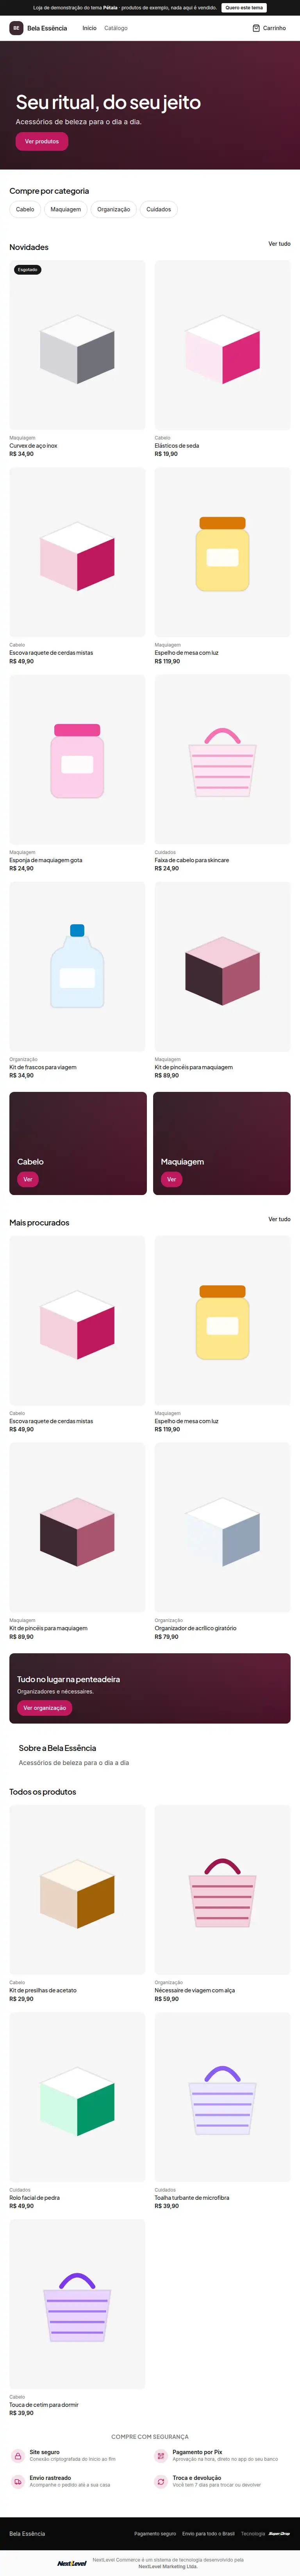 Loja de demonstração do tema Pétala · produtos de exemplo, nada aqui é vendido. Quero este tema
BE Bela Essência Início Catálogo Carrinho
Seu ritual, do seu jeito
Acessórios de beleza para o dia a dia.
Ver produtos
Compre por categoria
Cabelo Maquiagem Organização Cuidados
Novidades Ver tudo
Esgotado
Maquiagem
Curvex de aço inox
R$ 34,90
Cabelo
Elásticos de seda
R$ 19,90
Cabelo
Escova raquete de cerdas mistas
R$ 49,90
Maquiagem
Espelho de mesa com luz
R$ 119,90
Maquiagem
Esponja de maquiagem gota
R$ 24,90
Cuidados
Faixa de cabelo para skincare
R$ 24,90
Organização
Kit de frascos para viagem
R$ 34,90
Maquiagem
Kit de pincéis para maquiagem
R$ 89,90
Cabelo
Ver
Maquiagem
Ver
Mais procurados Ver tudo
Cabelo
Escova raquete de cerdas mistas
R$ 49,90
Maquiagem
Espelho de mesa com luz
R$ 119,90
Maquiagem
Kit de pincéis para maquiagem
R$ 89,90
Organização
Organizador de acrílico giratório
R$ 79,90
Tudo no lugar na penteadeira
Organizadores e nécessaires.
Ver organização
Sobre a Bela Essência
Acessórios de beleza para o dia a dia
Todos os produtos
Cabelo
Kit de presilhas de acetato
R$ 29,90
Organização
Nécessaire de viagem com alça
R$ 59,90
Cuidados
Rolo facial de pedra
R$ 49,90
Cuidados
Toalha turbante de microfibra
R$ 39,90
Cabelo
Touca de cetim para dormir
R$ 39,90
COMPRE COM SEGURANÇA
Site seguro
Conexão criptografada do início ao fim
Pagamento por Pix
Aprovação na hora, direto no app do seu banco
Envio rastreado
Acompanhe o pedido até a sua casa
Troca e devolução
Você tem 7 dias para trocar ou devolver
Bela Essência Pagamento seguro Envio para todo o Brasil Tecnologia Super Drop
NextLevel NextLevel Commerce é um sistema de tecnologia desenvolvido pela
NextLevel Marketing Ltda.